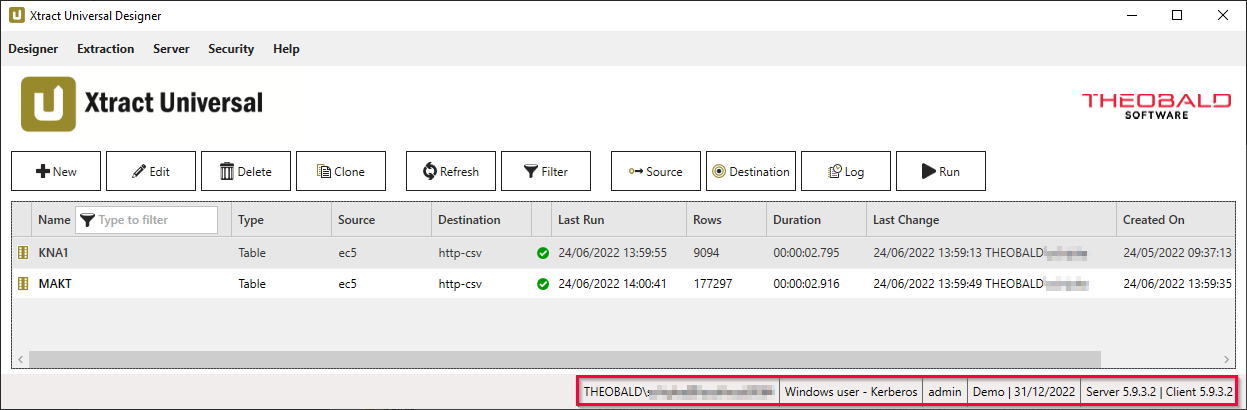 Xtract Universal Designer
Designer Extraction Server Security Help
Xtract Universal
THEOBALD
SOFTWARE
New Edit Delete Clone Refresh Filter Source Destination Log Run
Name Type to filter Type Source Destination Last Run Rows Duration Last Change Created On
KNA1 Table ec5 http-csv 24/06/2022 13:59:55 9094 00:00:02.795 24/06/2022 13:59:13 THEOBALD\ 24/05/2022 09:37:13
MAKT Table ec5 http-csv 24/06/2022 14:00:41 177297 00:00:02.916 24/06/2022 13:59:49 THEOBALD\ 24/06/2022 13:59:35
THEOBALD\ Windows user - Kerberos admin Demo | 31/12/2022 Server 5.9.3.2 | Client 5.9.3.2